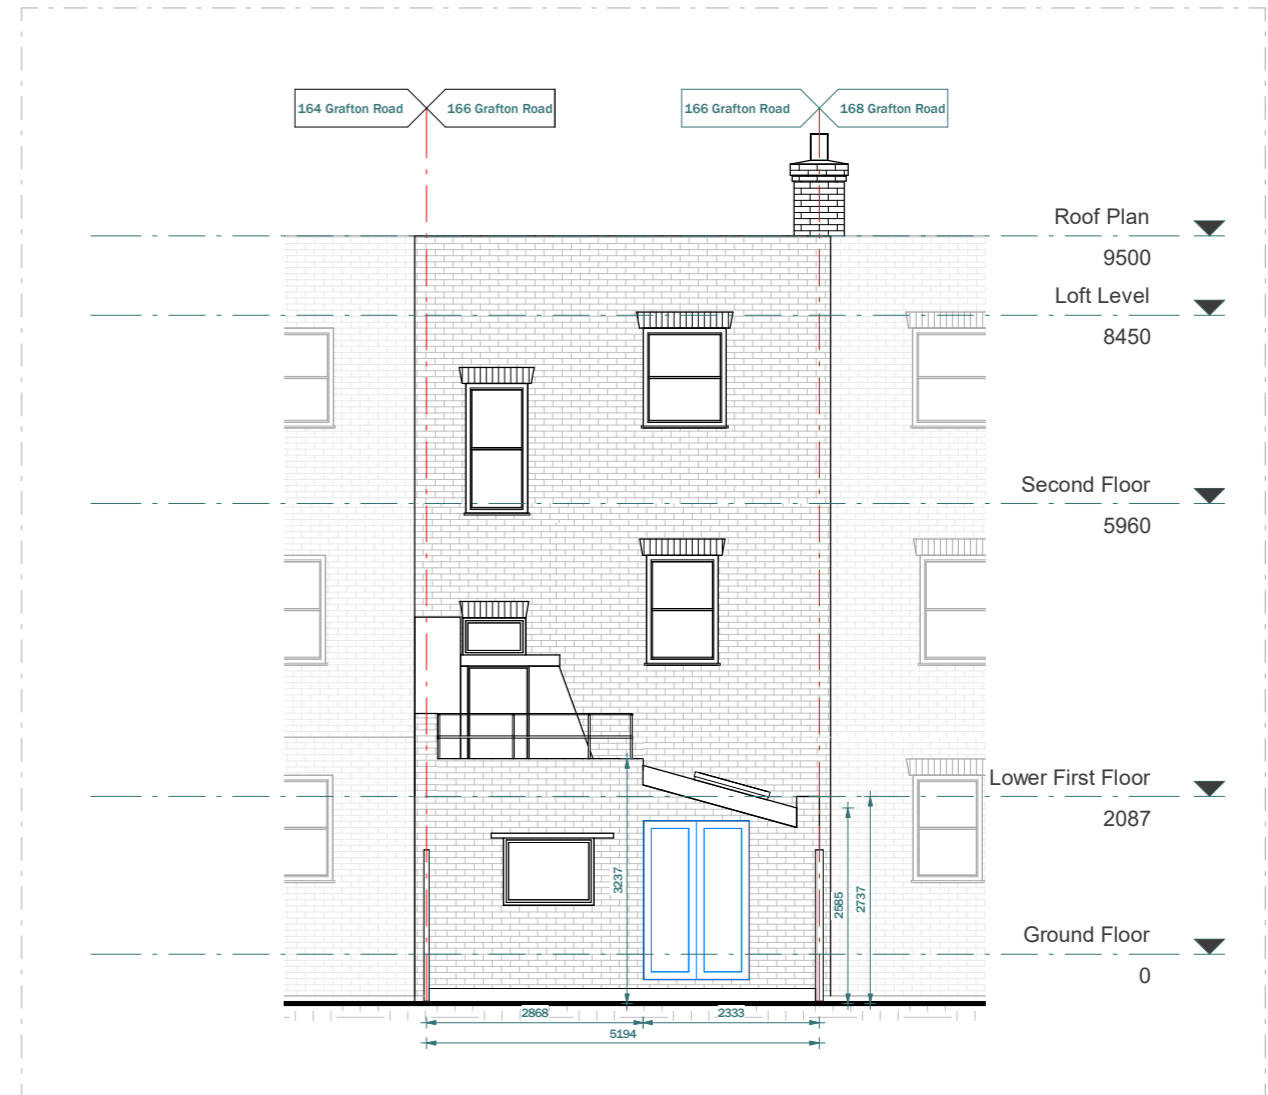 164 Grafton Road 166 Grafton Road
166 Grafton Road 168 Grafton Road
Roof Plan
9500
Loft Level
8450
Second Floor
5960
Lower First Floor
2087
3237
2585
2737
Ground Floor
0
2868
2333
5194